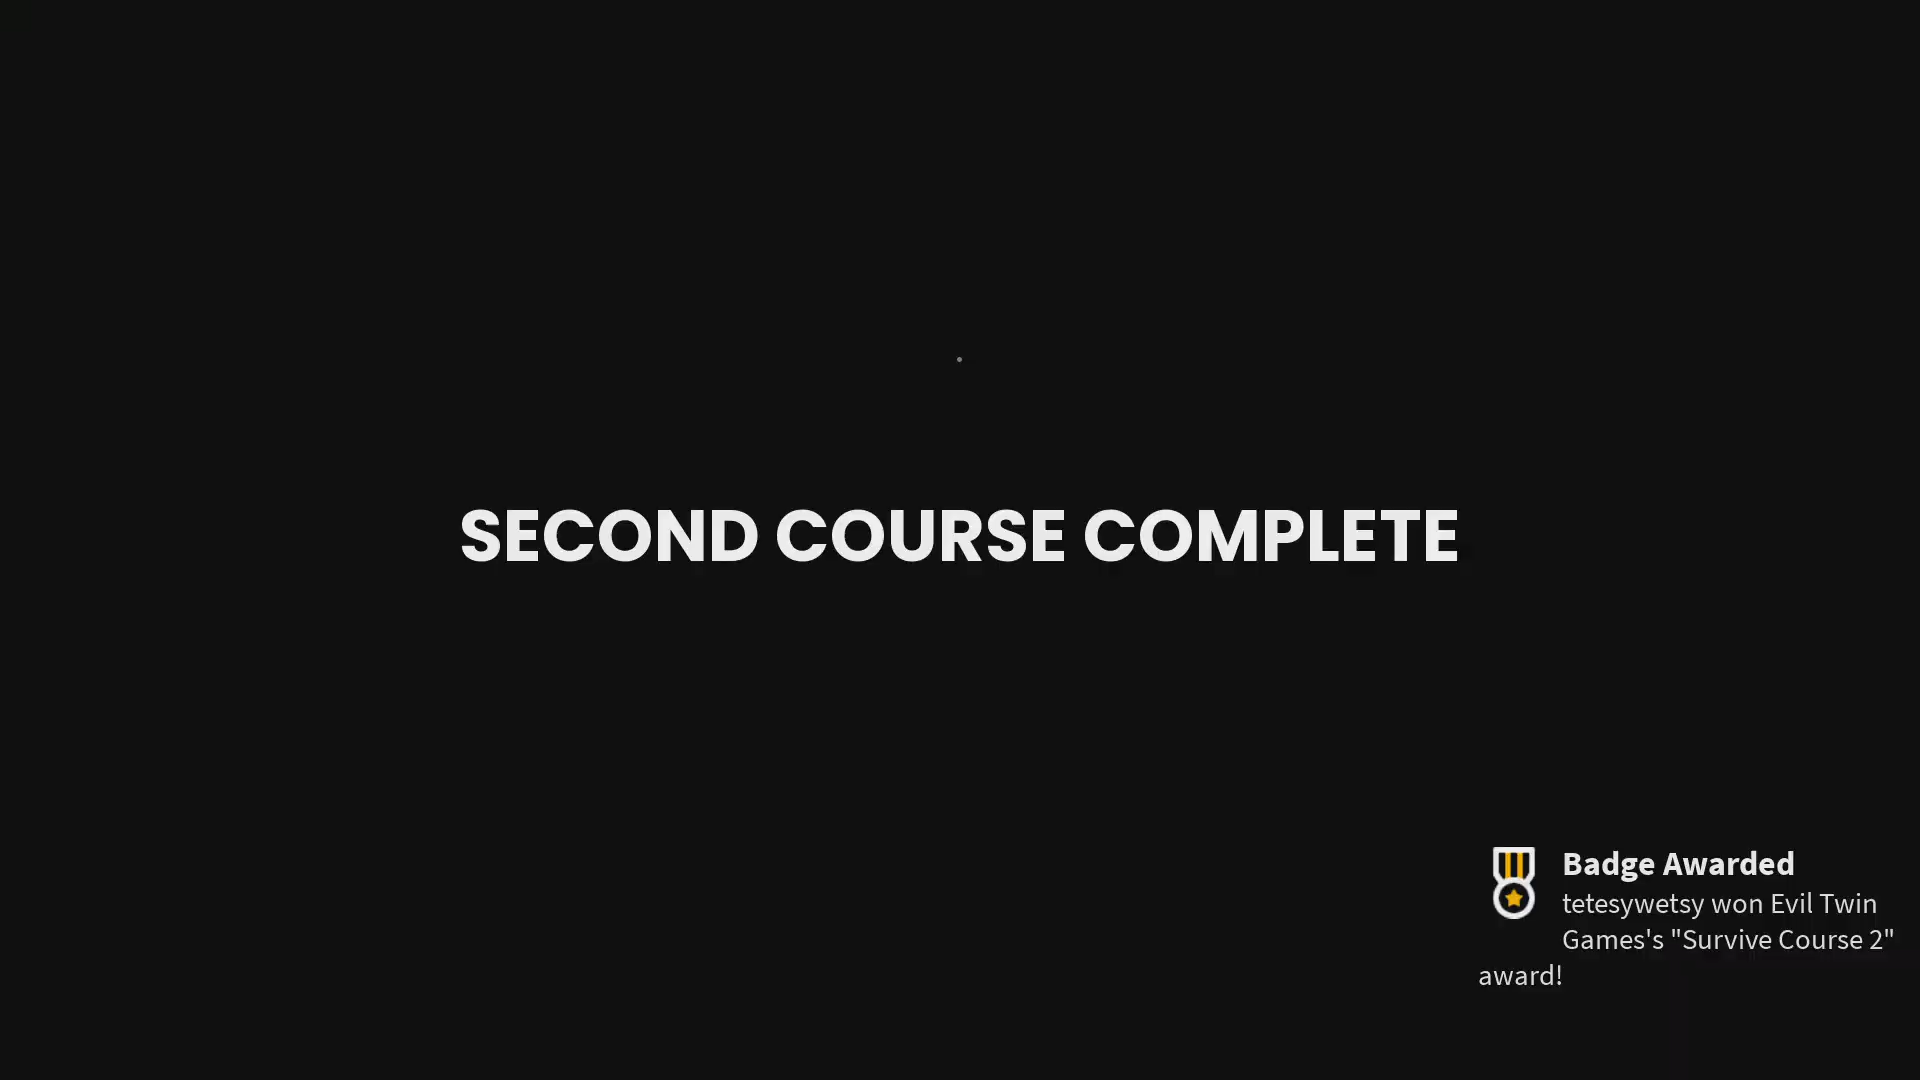 SECOND COURSE COMPLETE
Badge Awarded
tetesywetsy won Evil Twin
Games's "Survive Course 2"
award!